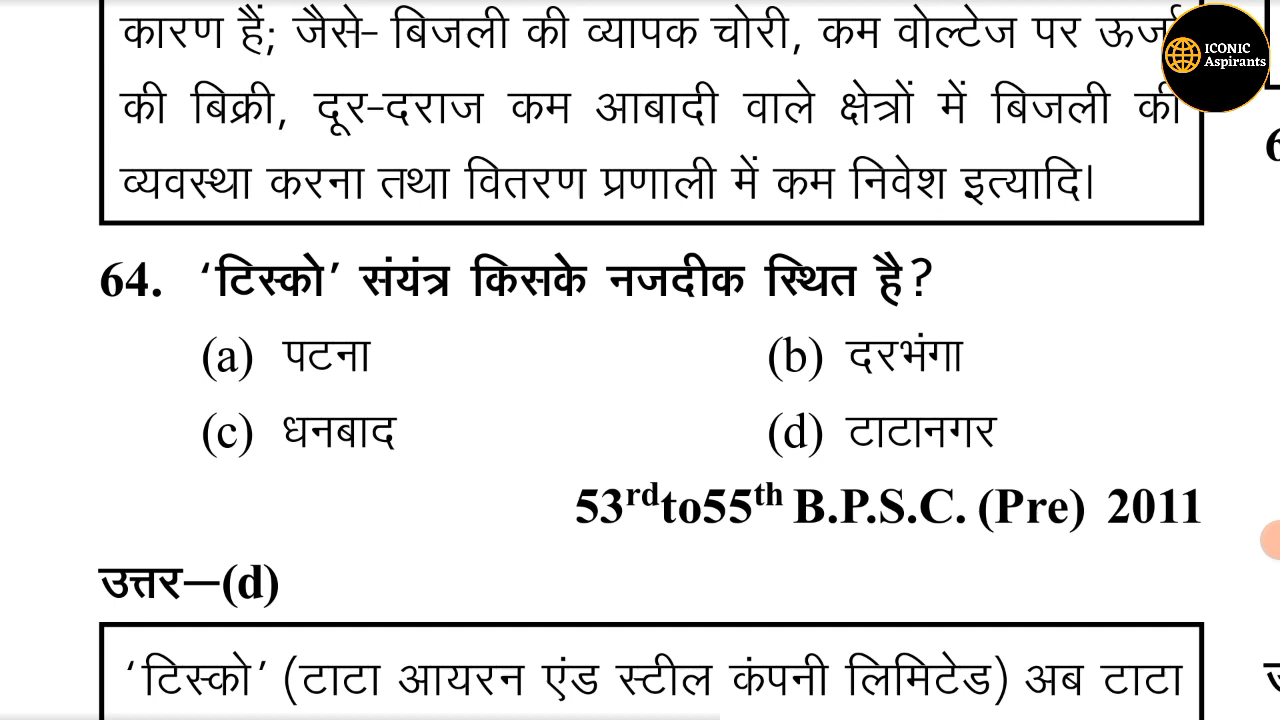 कारण हैं; जैसे- बिजली की व्यापक चोरी, कम वोल्टेज पर ऊर्जा
ICONIC
Aspirants
की बिक्री, दूर-दराज कम आबादी वाले क्षेत्रों में बिजली की
व्यवस्था करना तथा वितरण प्रणाली में कम निवेश इत्यादि।
64. ‘टिस्को’ संयंत्र किसके नजदीक स्थित है?
(a) पटना (b) दरभंगा
(c) धनबाद (d) टाटानगर
53rdto55th B.P.S.C. (Pre) 2011
उत्तर—(d)
‘टिस्को’ (टाटा आयरन एंड स्टील कंपनी लिमिटेड) अब टाटा